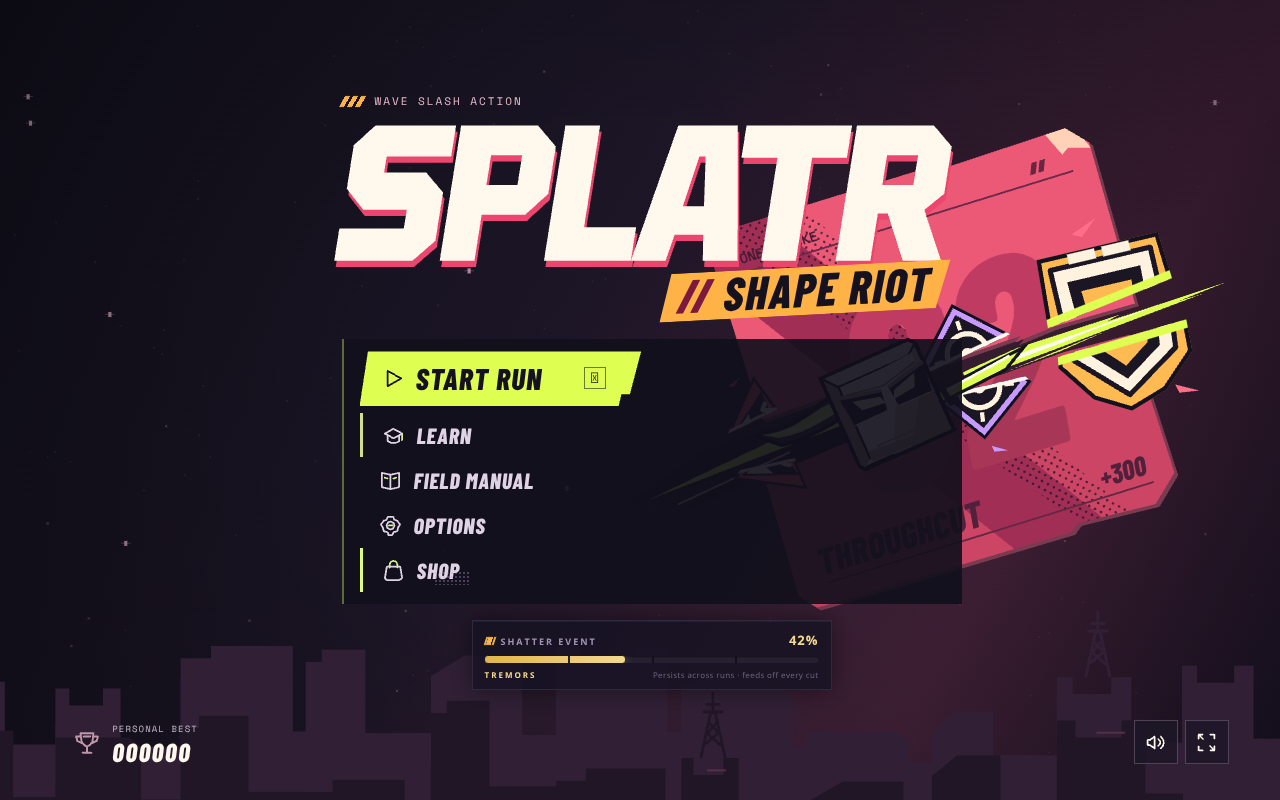 WAVE SLASH ACTION
SPLATR
SHAPE RIOT
START RUN
LEARN
FIELD MANUAL
OPTIONS
SHOP
+300
THROUGHCUT
SHATTER EVENT
42%
TREMORS
Persists across runs · feeds off every cut
PERSONAL BEST
000000